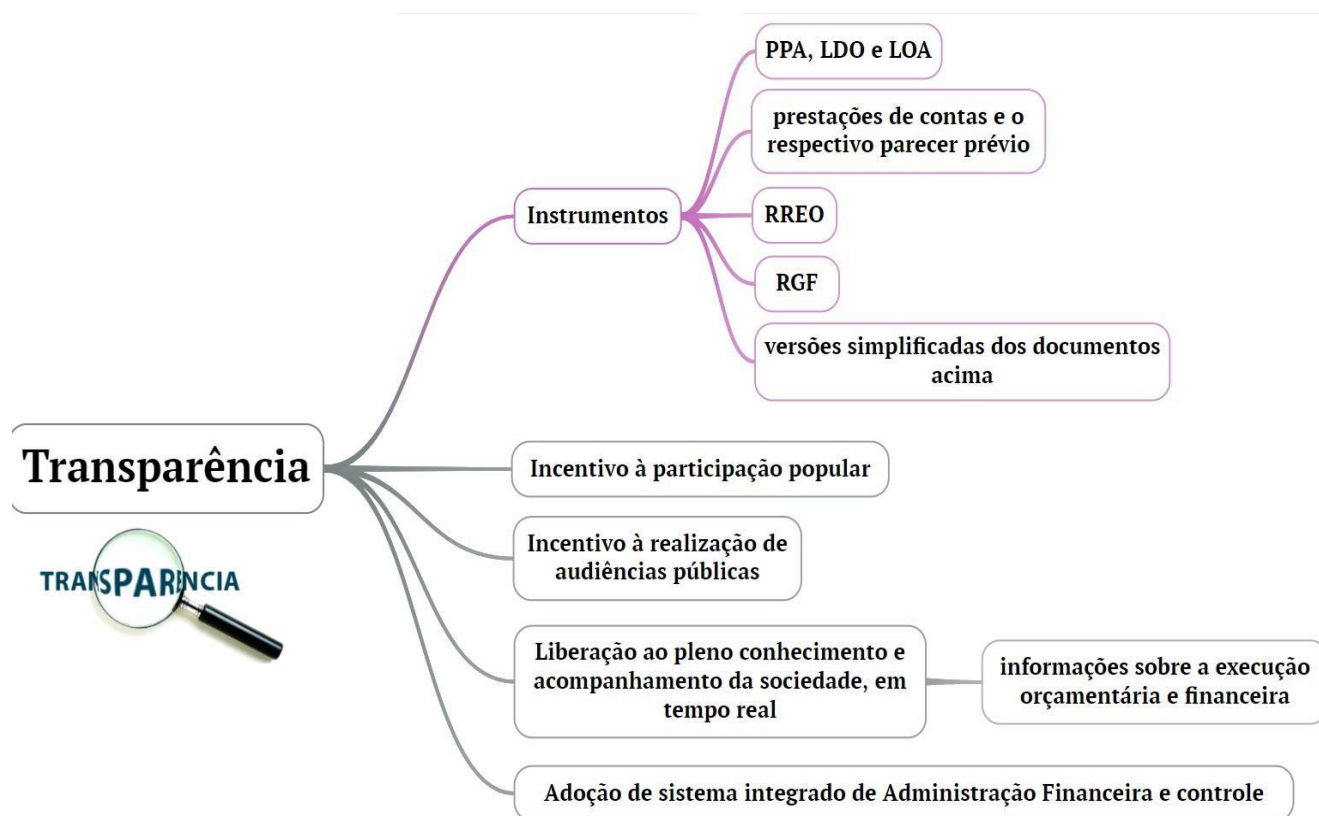 PPA, LDO e LOA
prestações de contas e o
respectivo parecer prévio
Instrumentos
RREO
RGF
versões simplificadas dos documentos
acima
Transparência
Incentivo à participação popular
TRANSPARENCIA
Incentivo à realização de
audiências públicas
Liberação ao pleno conhecimento e
acompanhamento da sociedade, em
tempo real
informações sobre a execução
orçamentária e financeira
Adoção de sistema integrado de Administração Financeira e controle